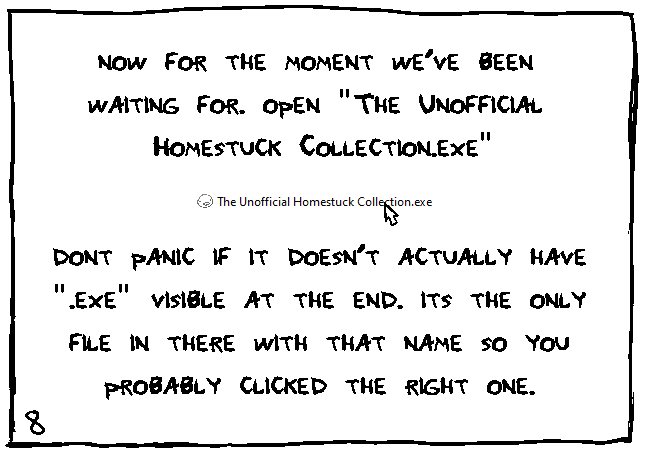 NOW FOR THE MOMENT WE'VE BEEN
WAITING FOR. OPEN "THE UNOFFICIAL
HOMESTUCK COLLECTION.EXE"
The Unofficial Homestuck Collection.exe
DONT PANIC IF IT DOESN'T ACTUALLY HAVE
".EXE" VISIBLE AT THE END. ITS THE ONLY
FILE IN THERE WITH THAT NAME SO YOU
PROBABLY CLICKED THE RIGHT ONE.
8